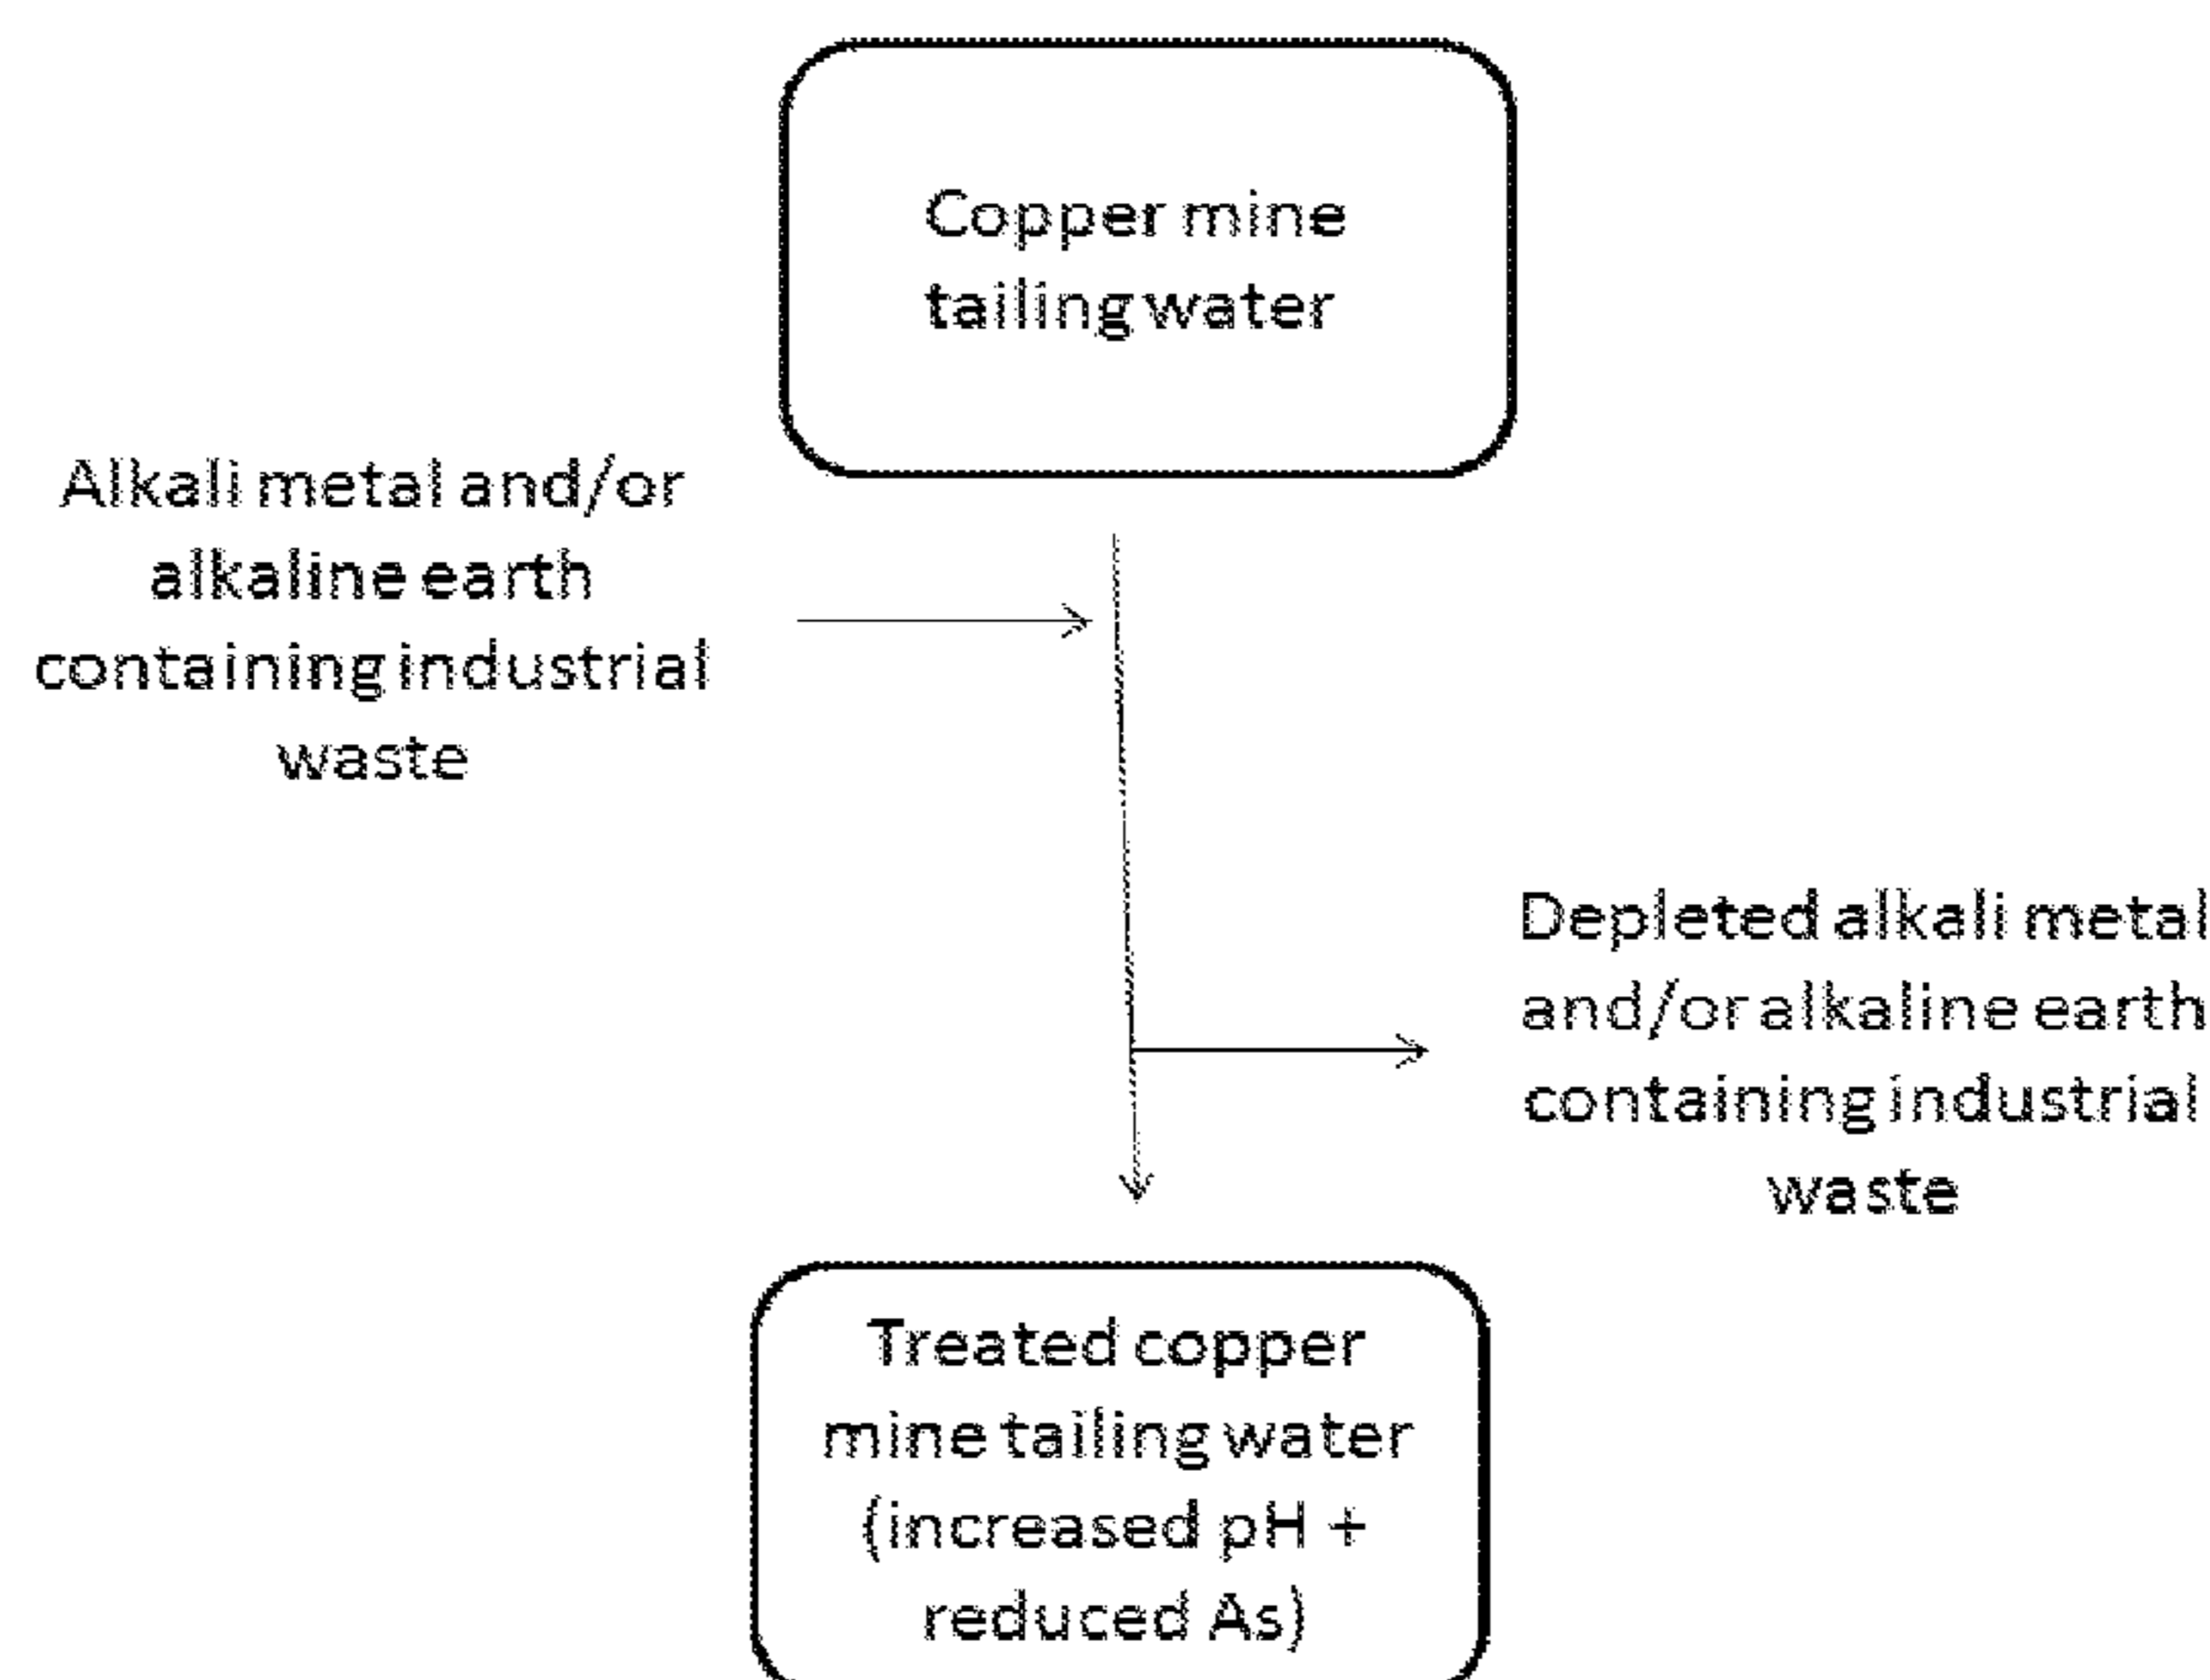 Copper mine
tailing water
Alkali metal and/or
alkaline earth
containing industrial
waste
Depleted alkali metal
and/or alkaline earth
containing industrial
waste
Treated copper
mine tailing water
(increased pH +
reduced As)